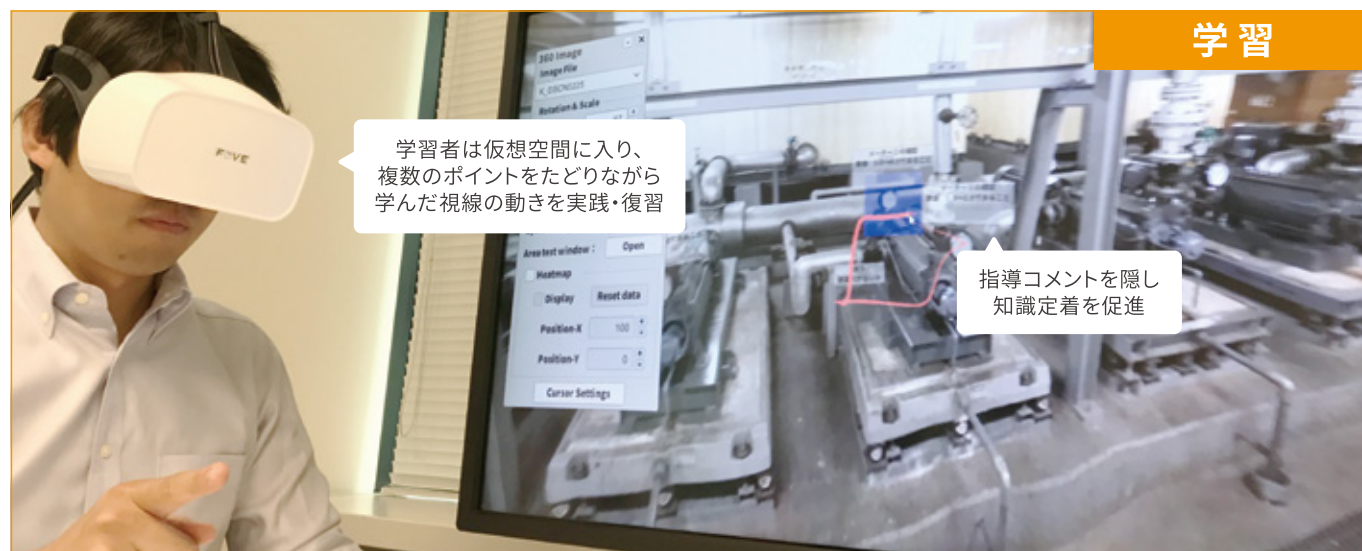 学習
360 Image
Image File
K_DSCN0225
Rotation & Scale
学習者は仮想空間に入り、
複数のポイントをたどりながら
学んだ視線の動きを実践・復習
FOVE
Area test window :
Open
Heatmap
Display
Reset data
Position-X
100
Position-Y
0
Cursor Settings
指導コメントを隠し
知識定着を促進